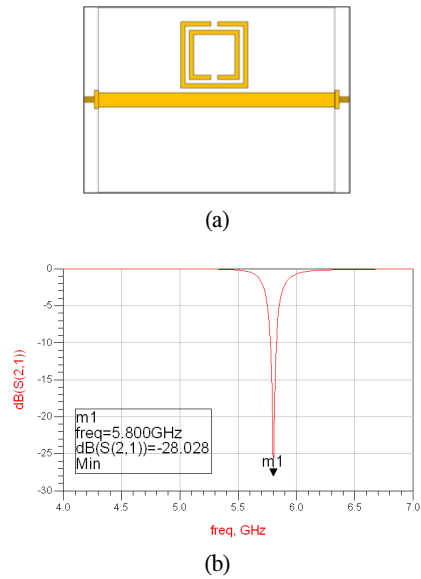 (a)
0
-5
-10
-15
-20
-25
-30
dB(S(2,1))
m1
freq=5.800GHz
dB(S(2,1))=-28.028
Min
m1
4.0 4.5 5.0 5.5 6.0 6.5 7.0
freq, GHz
(b)